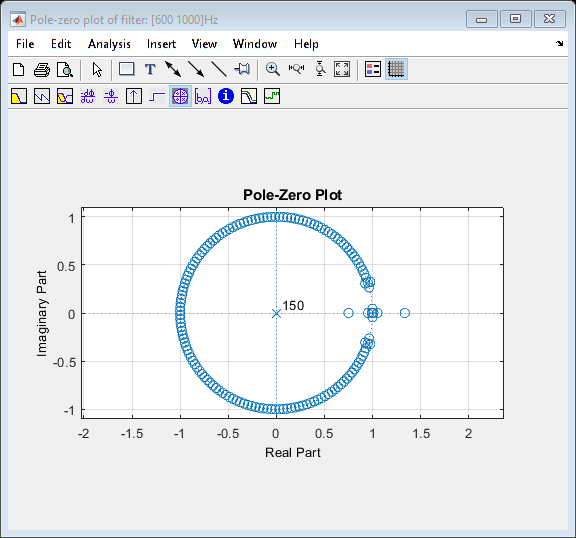 Pole-zero plot of filter: [600 1000]Hz
File Edit Analysis Insert View Window Help
Pole-Zero Plot
150
Imaginary Part
1
0.5
0
-0.5
-1
-2 -1.5 -1 -0.5 0 0.5 1 1.5 2
Real Part